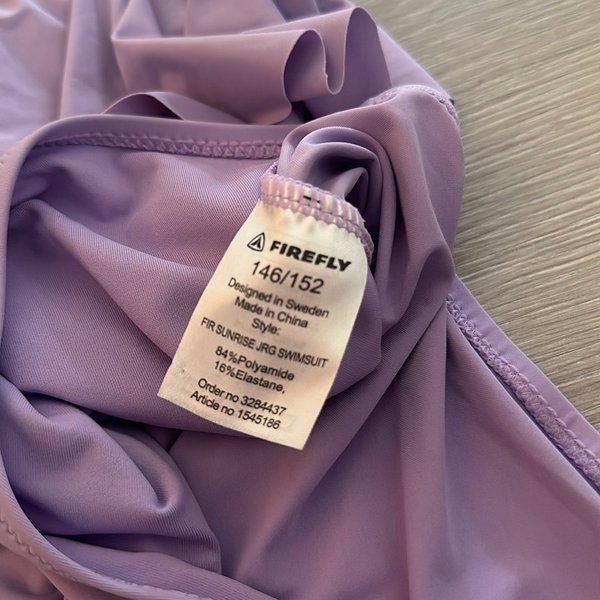 FIREFLY
146/152
Designed in Sweden
Made in China
Style:
FIR SUNRISE JRG SWIMSUIT
84%Polyamide
16%Elastane,
Order no 3284437
Article no 1545186